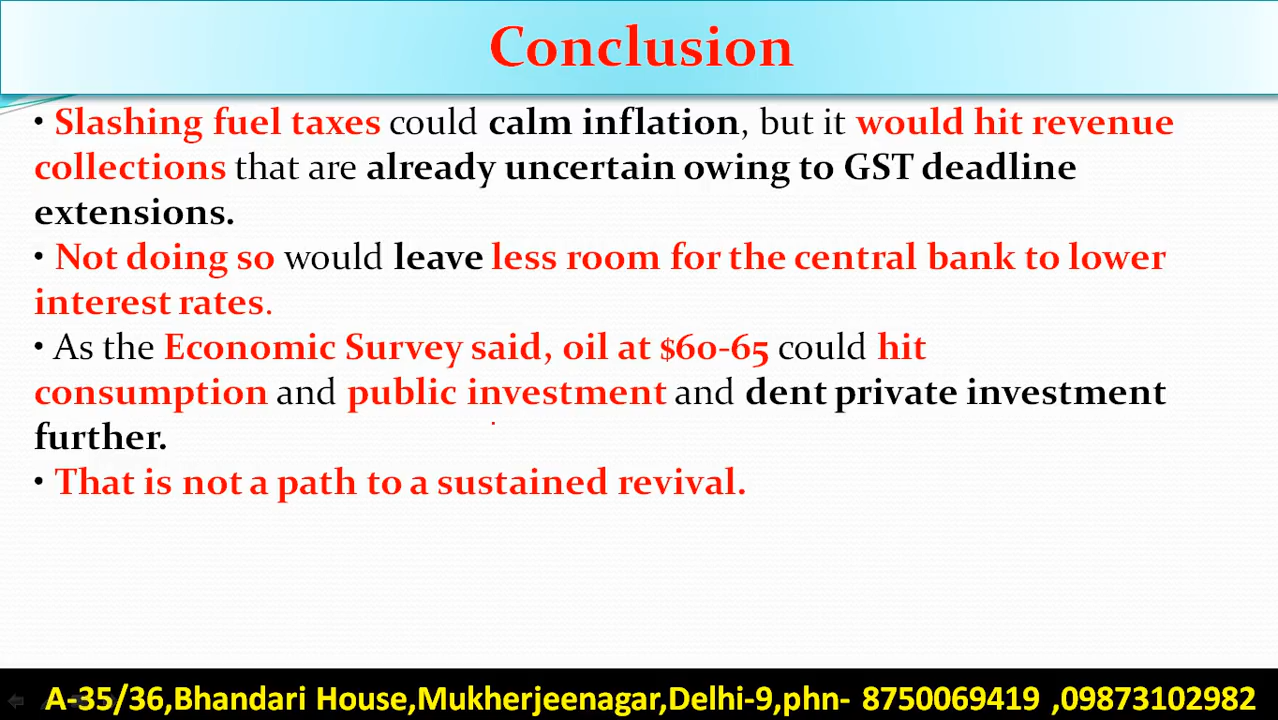 Conclusion
• Slashing fuel taxes could calm inflation, but it would hit revenue
collections that are already uncertain owing to GST deadline
extensions.
• Not doing so would leave less room for the central bank to lower
interest rates.
• As the Economic Survey said, oil at $60-65 could hit
consumption and public investment and dent private investment
further.
• That is not a path to a sustained revival.
A-35/36,Bhandari House,Mukherjeenagar,Delhi-9,phn- 8750069419 ,09873102982